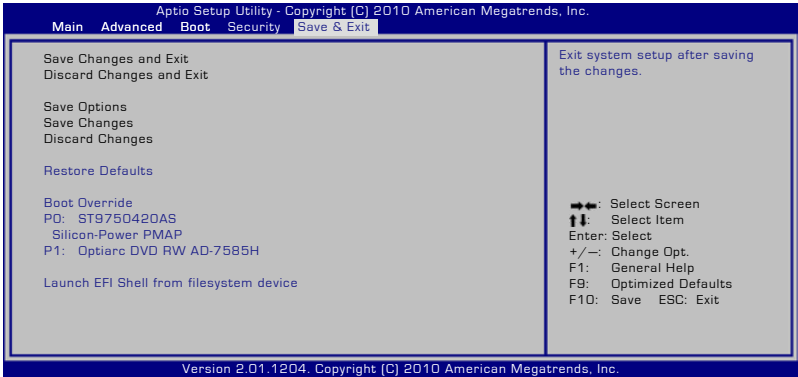 Aptio Setup Utility - Copyright (C) 2010 American Megatrends, Inc.
Main Advanced Boot Security Save & Exit
Save Changes and Exit
Discard Changes and Exit
Save Options
Save Changes
Discard Changes
Restore Defaults
Boot Override
P0: ST9750420AS
Silicon-Power PMAP
P1: Optiarc DVD RW AD-7585H
Launch EFI Shell from filesystem device
Exit system setup after saving
the changes.
→←: Select Screen
↑↓: Select Item
Enter: Select
+/—: Change Opt.
F1: General Help
F9: Optimized Defaults
F10: Save ESC: Exit
Version 2.01.1204. Copyright (C) 2010 American Megatrends, Inc.